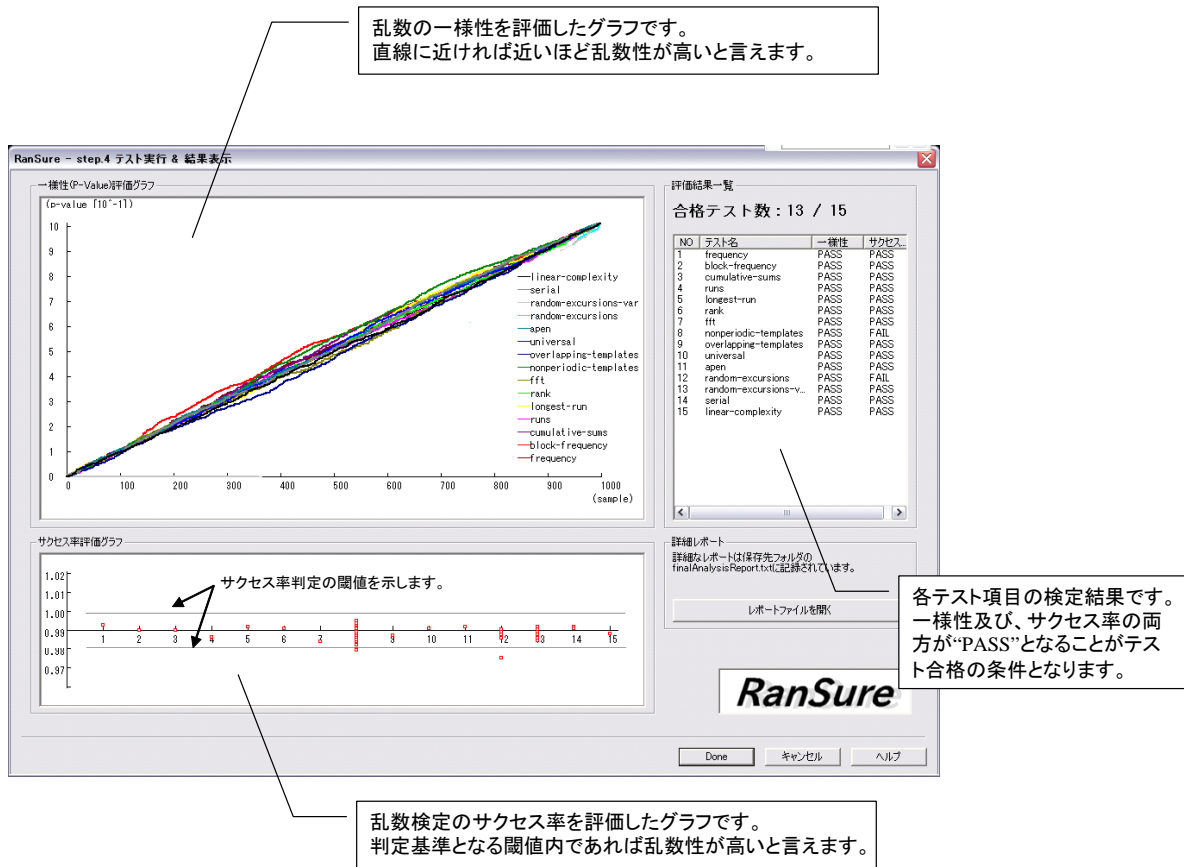 乱数の一様性を評価したグラフです。
直線に近ければ近いほど乱数性が高いと言えます。
RanSure - step.4 テスト実行 & 結果表示
一様性(P-Value)評価グラフ
(p-value [10^-1])
10
9
8
7
6
5
4
3
2
1
0
0 100 200 300 400 500 600 700 800 900 1000
(sample)
linear-complexity
serial
random-excursions-var
random-excursions
apen
universal
overlapping-templates
nonperiodic-templates
fft
rank
longest-run
runs
cumulative-sums
block-frequency
frequency
評価結果一覧
合格テスト数 : 13 / 15
NO テスト名 一様性 サクセス...
1 frequency PASS PASS
2 block-frequency PASS PASS
3 cumulative-sums PASS PASS
4 runs PASS PASS
5 longest-run PASS PASS
6 rank PASS PASS
7 fft PASS PASS
8 nonperiodic-templates PASS FAIL
9 overlapping-templates PASS PASS
10 universal PASS PASS
11 apen PASS PASS
12 random-excursions PASS FAIL
13 random-excursions-v... PASS PASS
14 serial PASS PASS
15 linear-complexity PASS PASS
サクセス率評価グラフ
サクセス率判定の閾値を示します。
1.02
1.01
1.00
0.99
0.98
0.97
1 2 3 4 5 6 7 9 10 11 12 13 14 15
詳細レポート
詳細なレポートは保存先フォルダの
finalAnalysisReport.txtに記録されています。
レポートファイルを開く
各テスト項目の検定結果です。
一様性及び、サクセス率の両
方が“PASS”となることがテス
ト合格の条件となります。
RanSure
Done キャンセル ヘルプ
乱数検定のサクセス率を評価したグラフです。
判定基準となる閾値内であれば乱数性が高いと言えます。